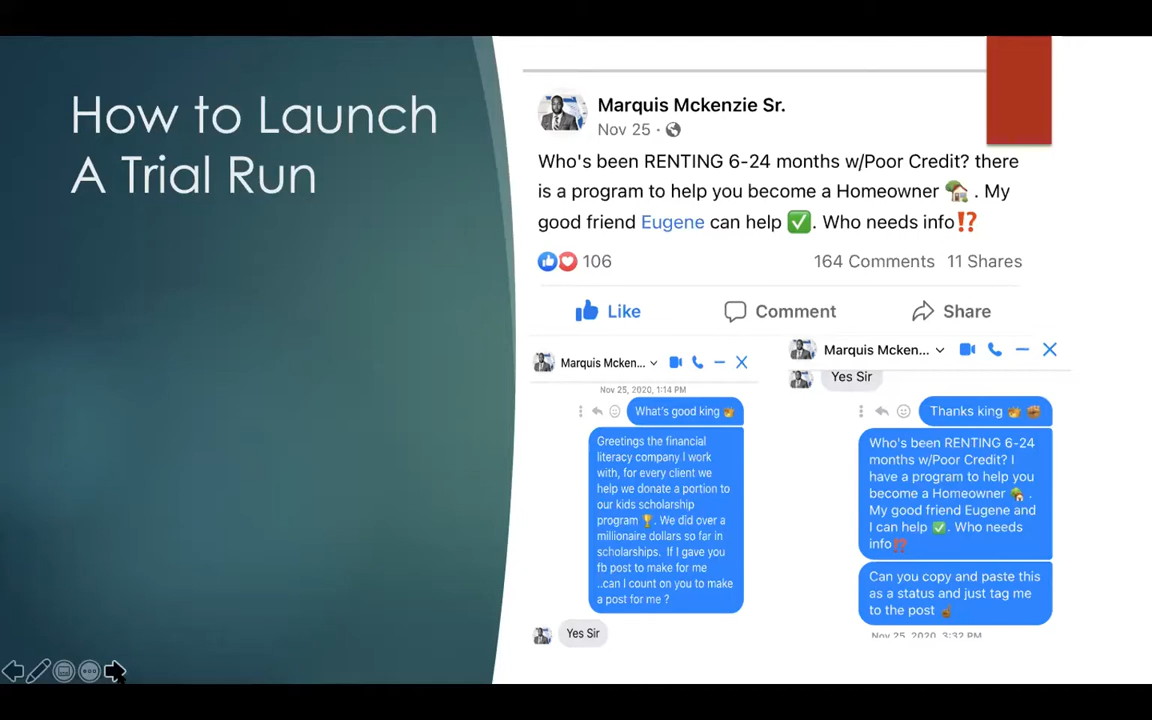 How to Launch
A Trial Run
Marquis Mckenzie Sr.
Nov 25 ·
Who's been RENTING 6-24 months w/Poor Credit? there
is a program to help you become a Homeowner 🏡 . My
good friend Eugene can help ✅. Who needs info⁉️
106
164 Comments 11 Shares
Like Comment Share
Marquis Mcken...
Nov 25, 2020, 1:14 PM
What's good king
Greetings the financial
literacy company I work
with, for every client we
help we donate a portion to
our kids scholarship
program 🏆. We did over a
millionaire dollars so far in
scholarships. If I gave you
fb post to make for me
..can I count on you to make
a post for me ?
Yes Sir
Marquis Mcken...
Yes Sir
Thanks king
Who's been RENTING 6-24
months w/Poor Credit? I
have a program to help you
become a Homeowner 🏡 .
My good friend Eugene and
I can help ✅. Who needs
info⁉️
Can you copy and paste this
as a status and just tag me
to the post
Nov 25, 2020, 3:32 PM